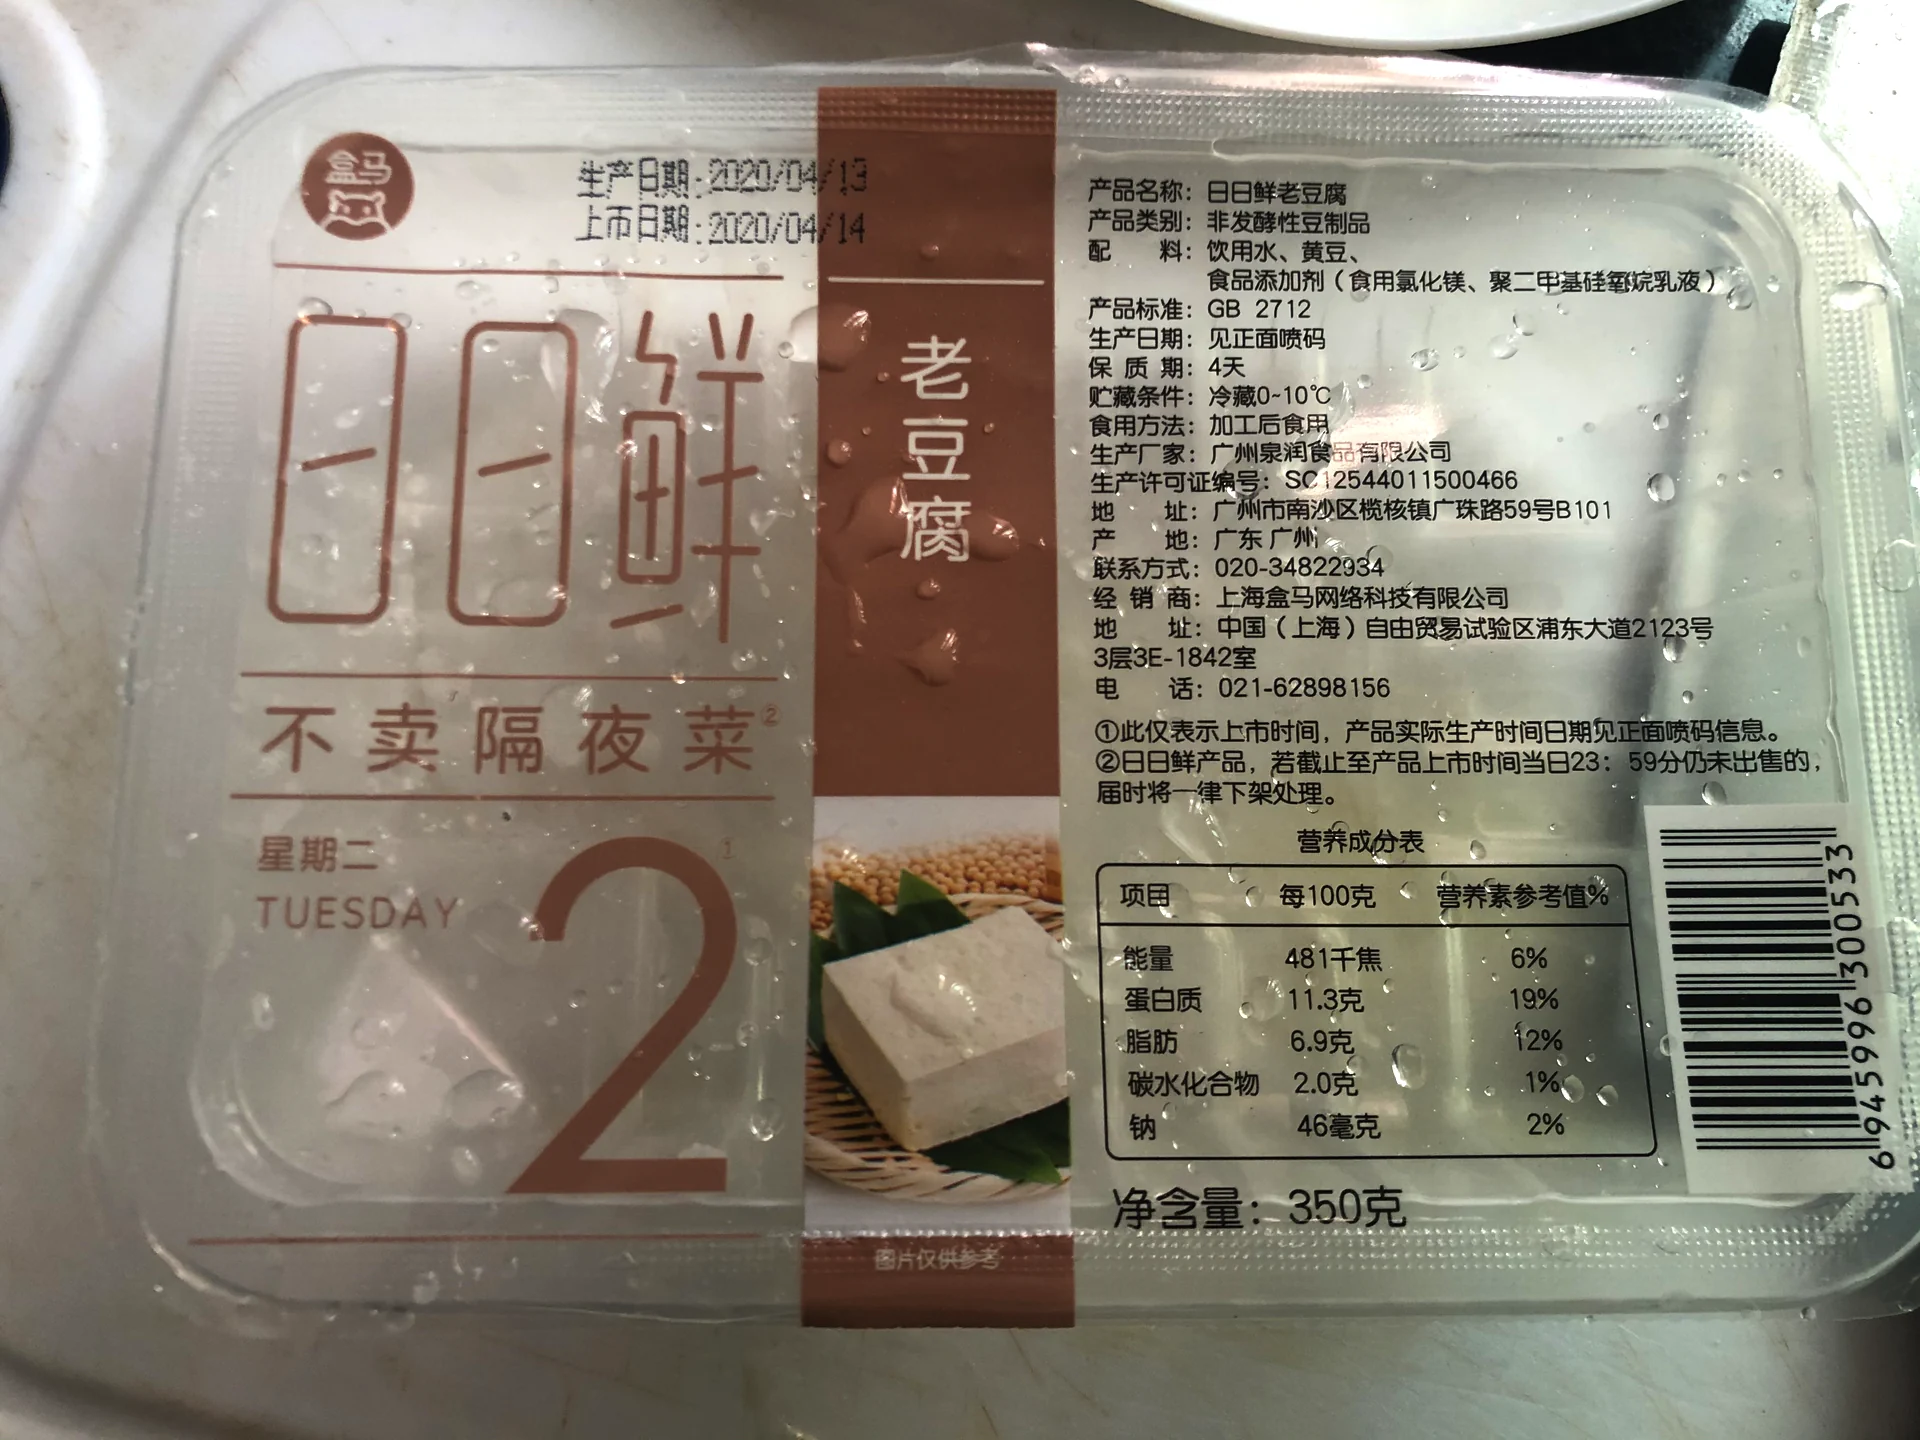 盒马
生产日期:2020/04/13
上市日期:2020/04/14
日日鲜
不卖隔夜菜②
星期二
TUESDAY
2①
老豆腐
图片仅供参考
产品名称：日日鲜老豆腐
产品类别：非发酵性豆制品
配料：饮用水、黄豆、
食品添加剂（食用氯化镁、聚二甲基硅氧烷乳液）
产品标准：GB 2712
生产日期：见正面喷码
保质期：4天
贮藏条件：冷藏0~10℃
食用方法：加工后食用
生产厂家：广州泉润食品有限公司
生产许可证编号：SC12544011500466
地址：广州市南沙区榄核镇广珠路59号B101
产地：广东 广州
联系方式：020-34822934
经销商：上海盒马网络科技有限公司
地址：中国（上海）自由贸易试验区浦东大道2123号
3层3E-1842室
电话：021-62898156
①此仅表示上市时间，产品实际生产时间日期见正面喷码信息。
②日日鲜产品，若截止至产品上市时间当日23：59分仍未出售的，
届时将一律下架处理。
营养成分表
项目 每100克 营养素参考值%
能量 481千焦 6%
蛋白质 11.3克 19%
脂肪 6.9克 12%
碳水化合物 2.0克 1%
钠 46毫克 2%
净含量：350克
6945996300533